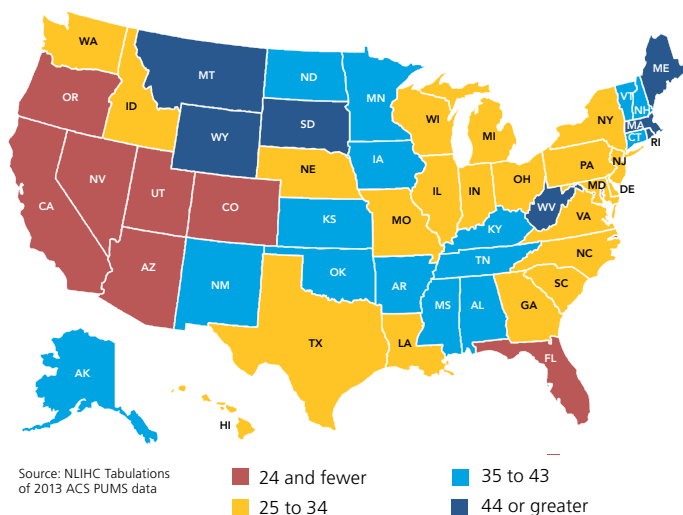 WA
MT
ND
MN
ME
OR
ID
WY
SD
WI
MI
NY
VT
NH
MA
CT
RI
NV
UT
CO
NE
IA
IL
IN
OH
PA
NJ
MD
DE
CA
AZ
NM
KS
MO
KY
WV
VA
OK
AR
TN
NC
SC
TX
LA
MS
AL
GA
FL
AK
HI
Source: NLIHC Tabulations
of 2013 ACS PUMS data
24 and fewer
25 to 34
35 to 43
44 or greater